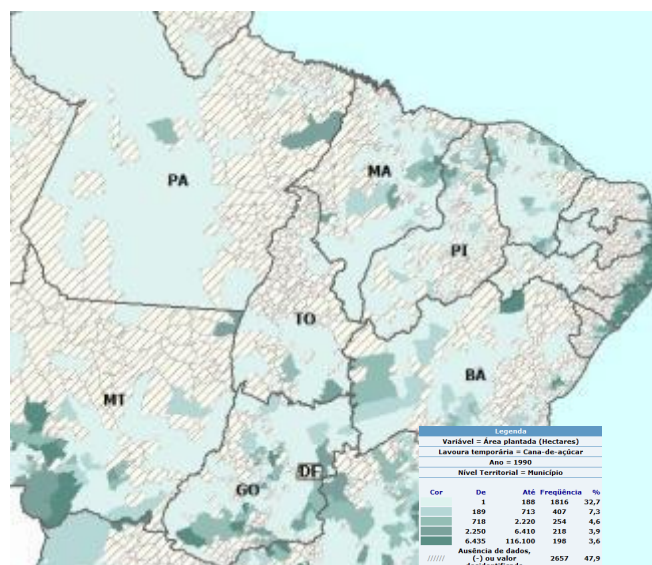 PA
MA
PI
TO
BA
MT
DF
GO
Legenda
Variável = Área plantada (Hectares)
Lavoura temporária = Cana-de-açúcar
Ano = 1990
Nível Territorial = Município
Cor De Até Freqüência %
1 188 1816 32,7
189 713 407 7,3
718 2.220 254 4,6
2.250 6.410 218 3,9
6.435 116.100 198 3,6
Ausência de dados,
(-) ou valor
2657 47,9